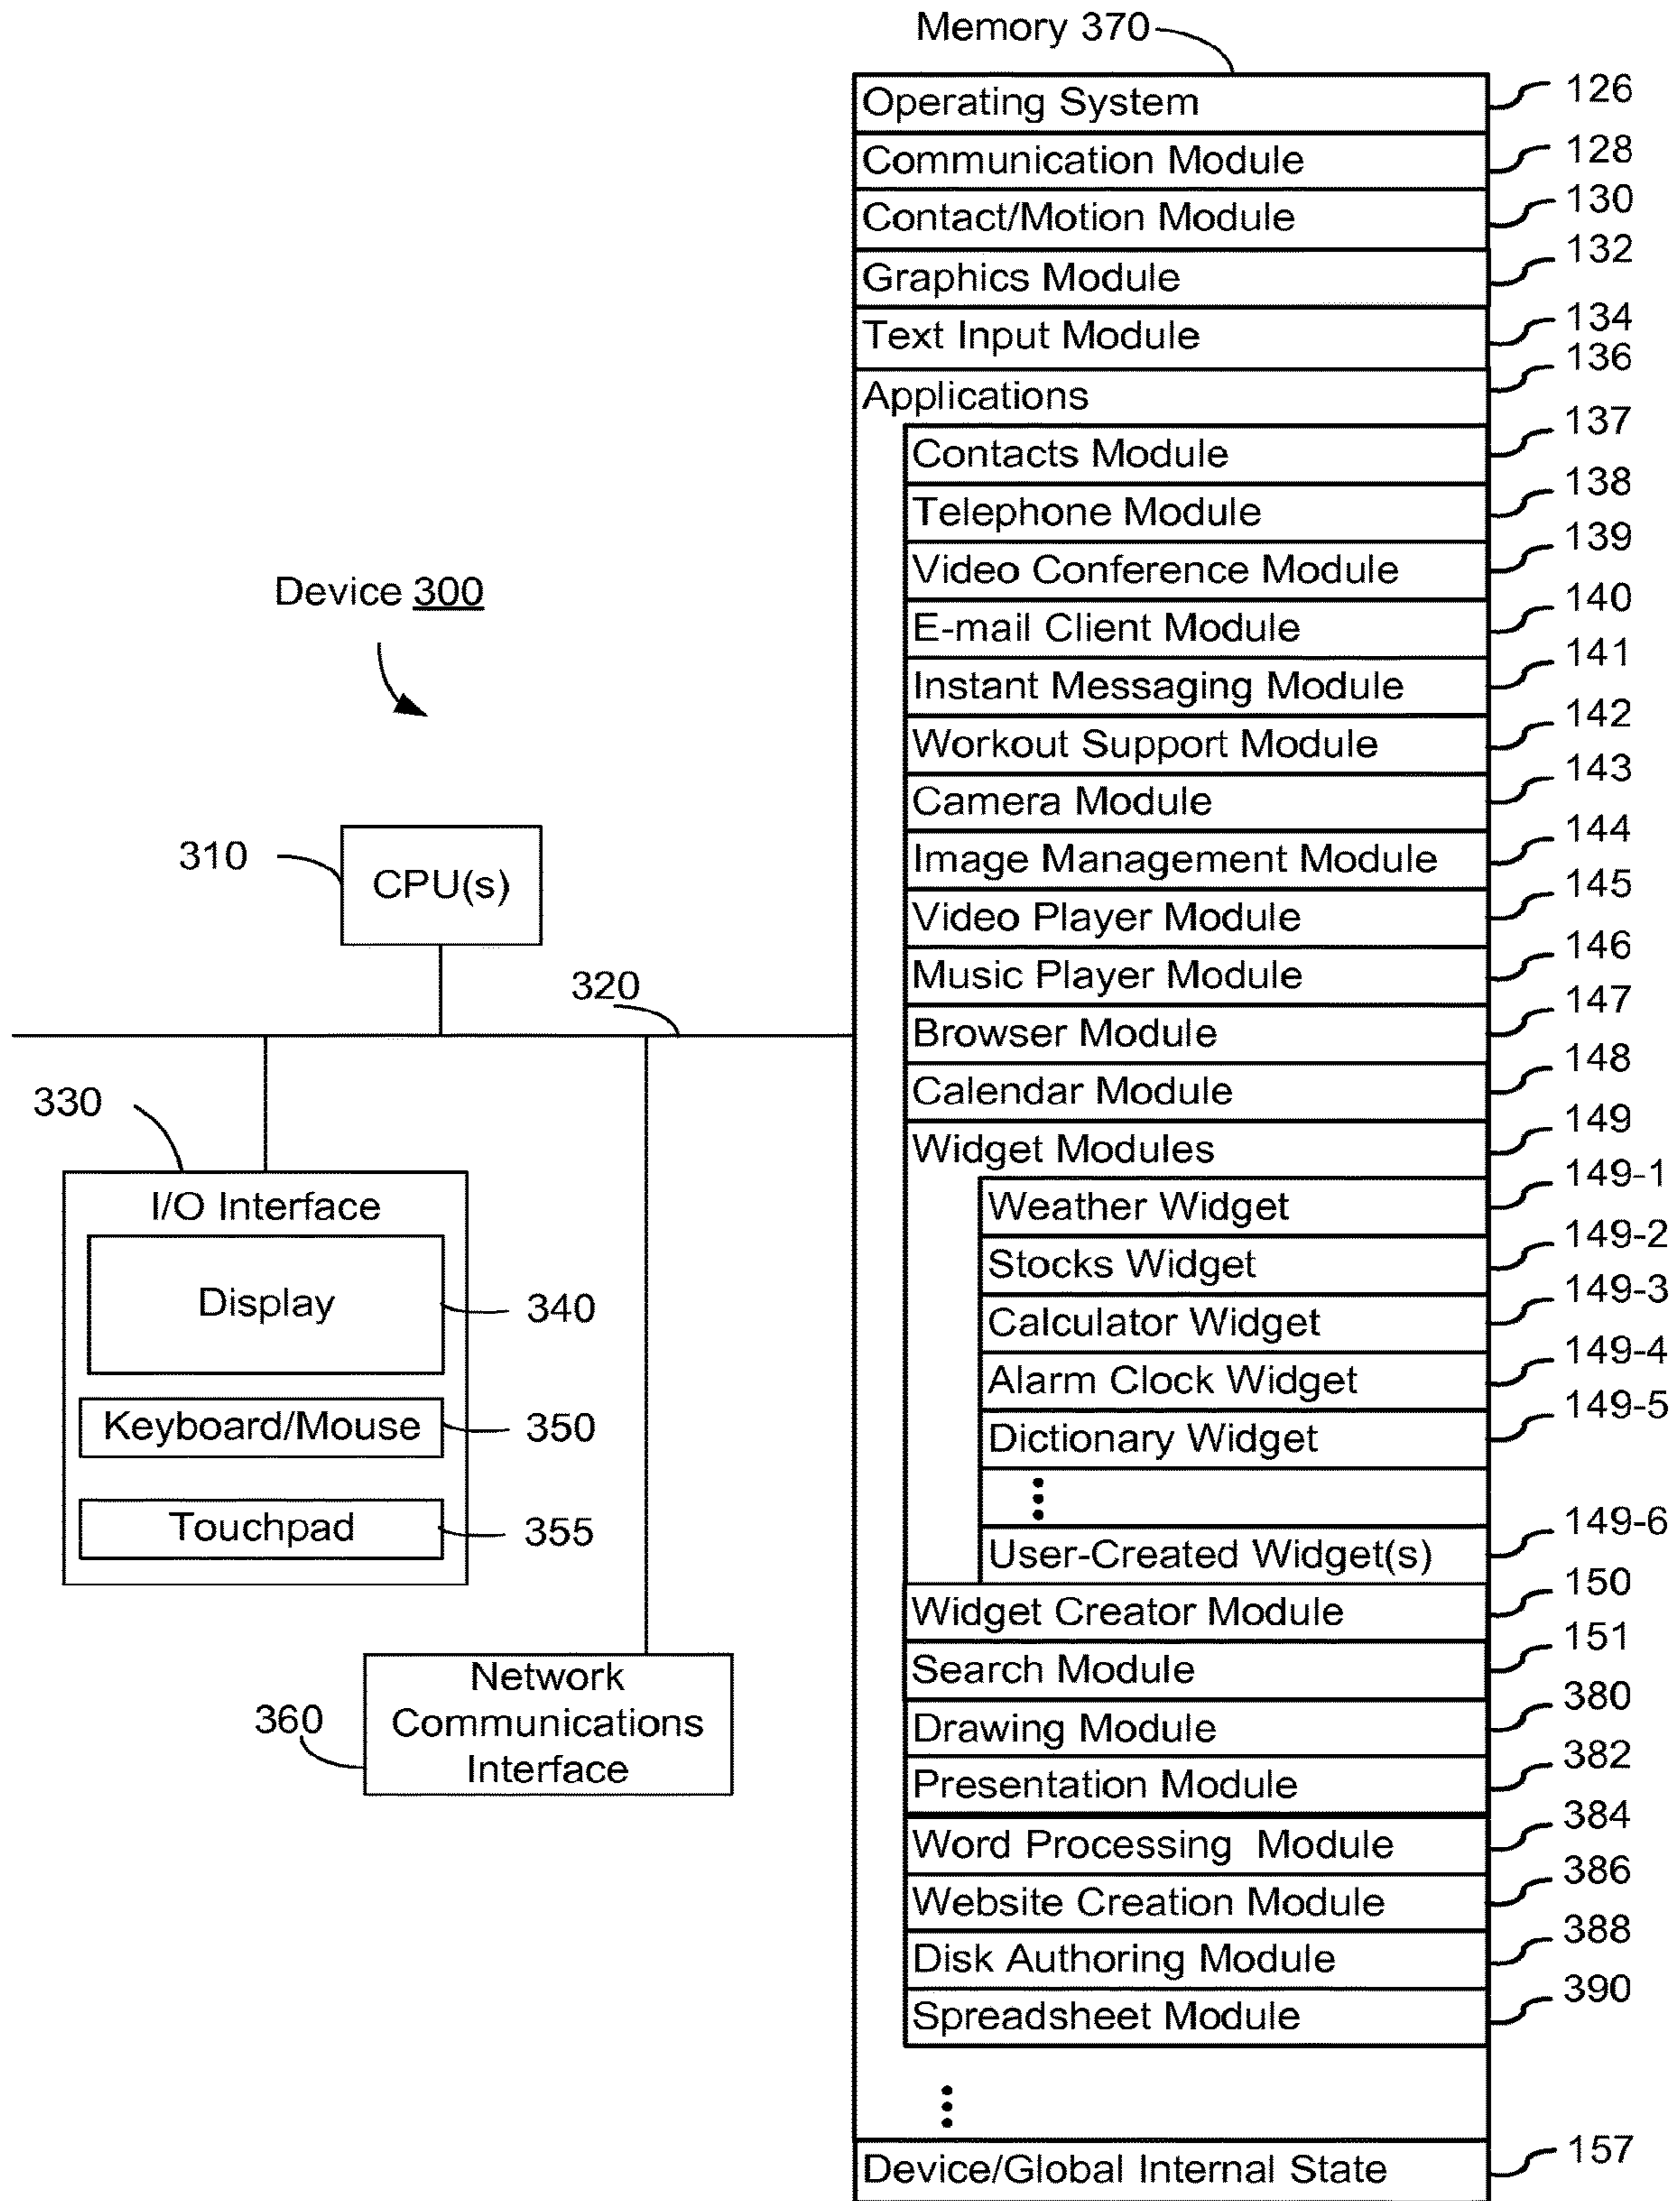 Memory 370
Operating System 126
Communication Module 128
Contact/Motion Module 130
Graphics Module 132
Text Input Module 134
Applications 136
Contacts Module 137
Telephone Module 138
Video Conference Module 139
E-mail Client Module 140
Instant Messaging Module 141
Workout Support Module 142
Camera Module 143
Image Management Module 144
Video Player Module 145
Music Player Module 146
Browser Module 147
Calendar Module 148
Widget Modules 149
Weather Widget 149-1
Stocks Widget 149-2
Calculator Widget 149-3
Alarm Clock Widget 149-4
Dictionary Widget 149-5
User-Created Widget(s) 149-6
Widget Creator Module 150
Search Module 151
Drawing Module 380
Presentation Module 382
Word Processing Module 384
Website Creation Module 386
Disk Authoring Module 388
Spreadsheet Module 390
Device/Global Internal State 157
Device 300
310 CPU(s)
320
330
I/O Interface
Display 340
Keyboard/Mouse 350
Touchpad 355
360
Network
Communications
Interface